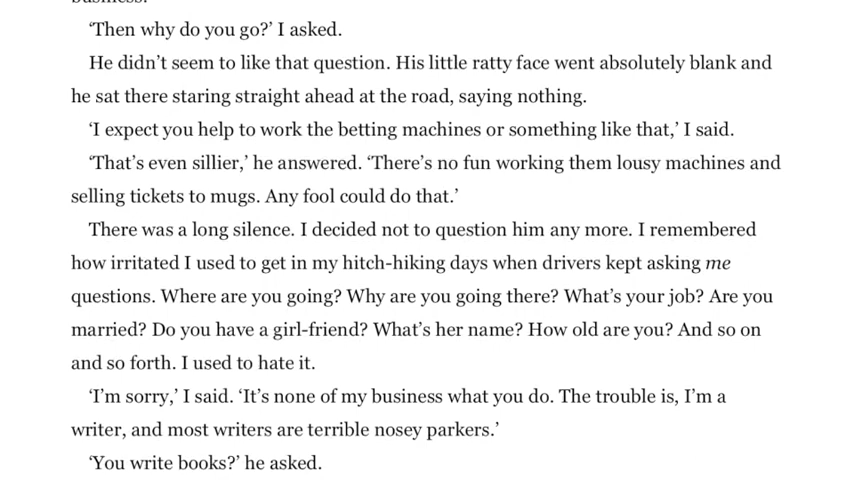 business.'
‘Then why do you go?’ I asked.
He didn’t seem to like that question. His little ratty face went absolutely blank and
he sat there staring straight ahead at the road, saying nothing.
‘I expect you help to work the betting machines or something like that,’ I said.
‘That’s even sillier,’ he answered. ‘There’s no fun working them lousy machines and
selling tickets to mugs. Any fool could do that.’
There was a long silence. I decided not to question him any more. I remembered
how irritated I used to get in my hitch-hiking days when drivers kept asking me
questions. Where are you going? Why are you going there? What’s your job? Are you
married? Do you have a girl-friend? What’s her name? How old are you? And so on
and so forth. I used to hate it.
‘I’m sorry,’ I said. ‘It’s none of my business what you do. The trouble is, I’m a
writer, and most writers are terrible nosey parkers.’
‘You write books?’ he asked.